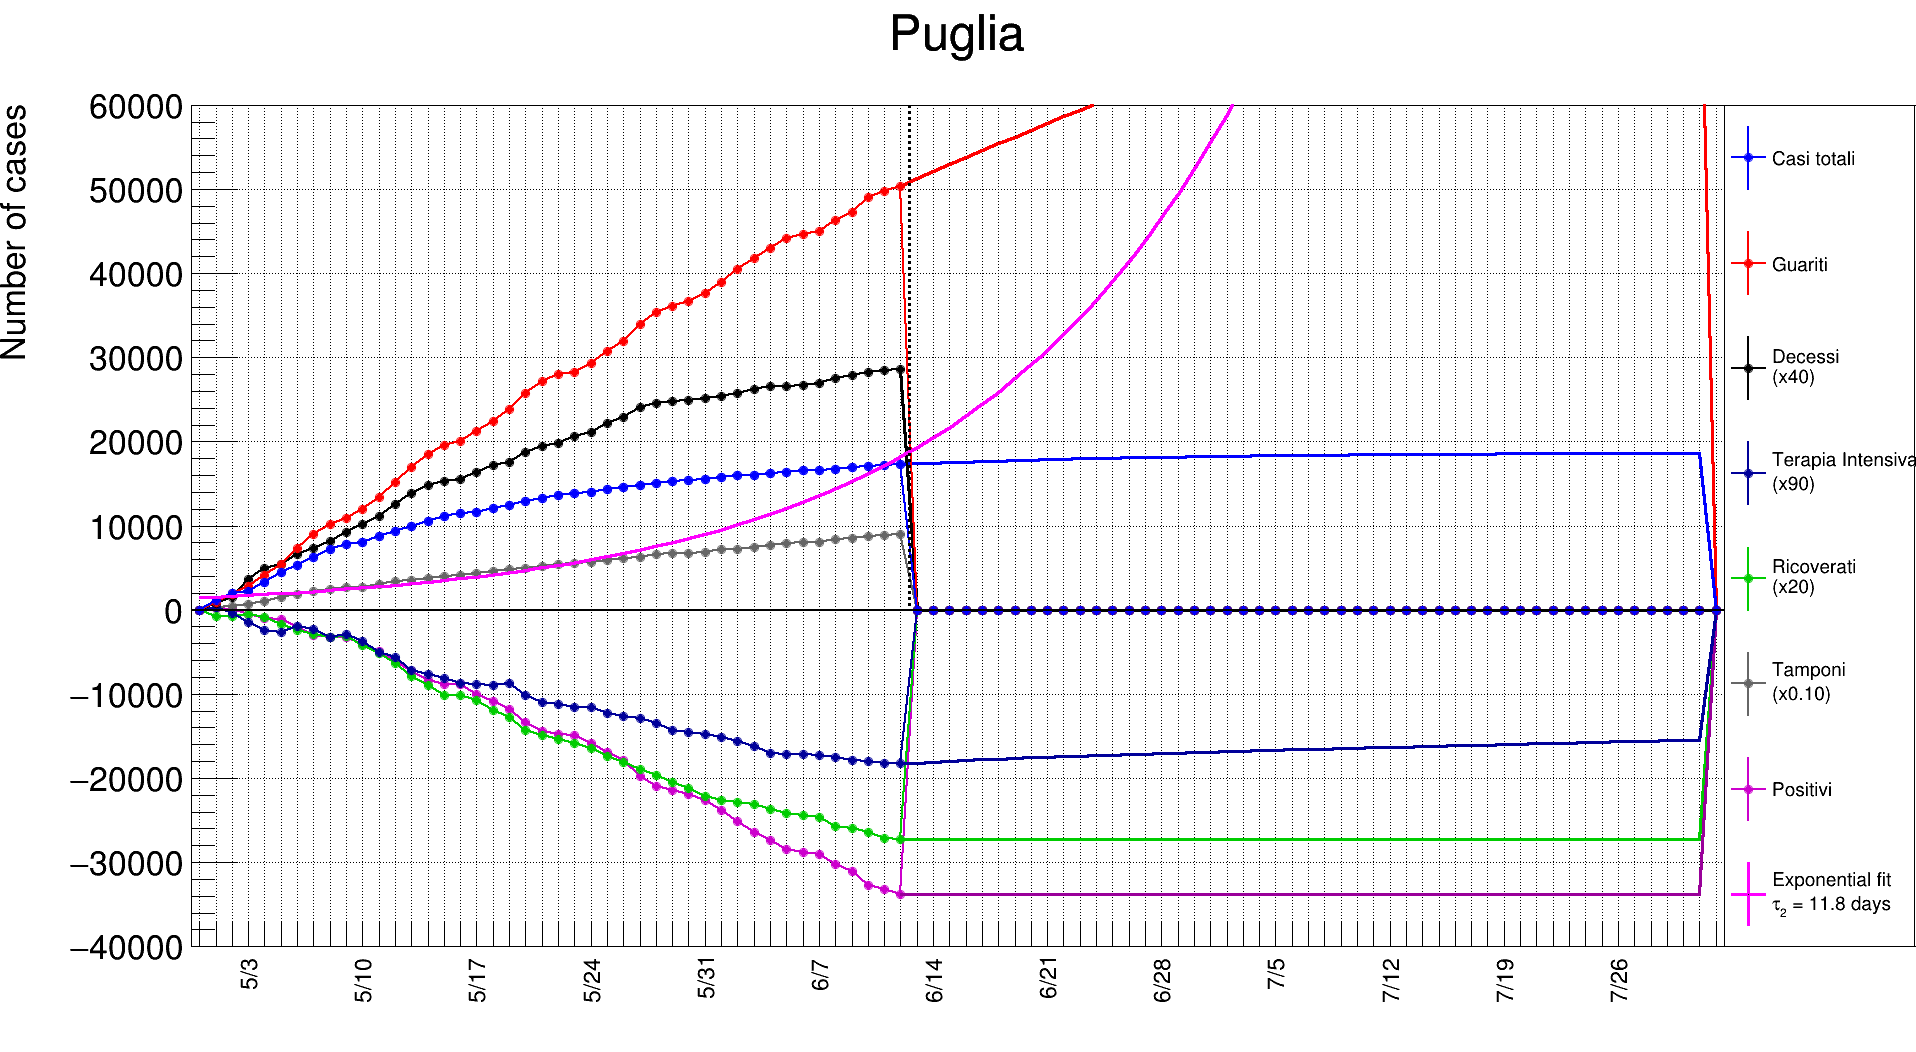 Puglia
Number of cases
60000
50000
40000
30000
20000
10000
0
−10000
−20000
−30000
−40000
5/3
5/10
5/17
5/24
5/31
6/7
6/14
6/21
6/28
7/5
7/12
7/19
7/26
Casi totali
Guariti
Decessi
(x40)
Terapia Intensiva
(x90)
Ricoverati
(x20)
Tamponi
(x0.10)
Positivi
Exponential fit
τ₂ = 11.8 days